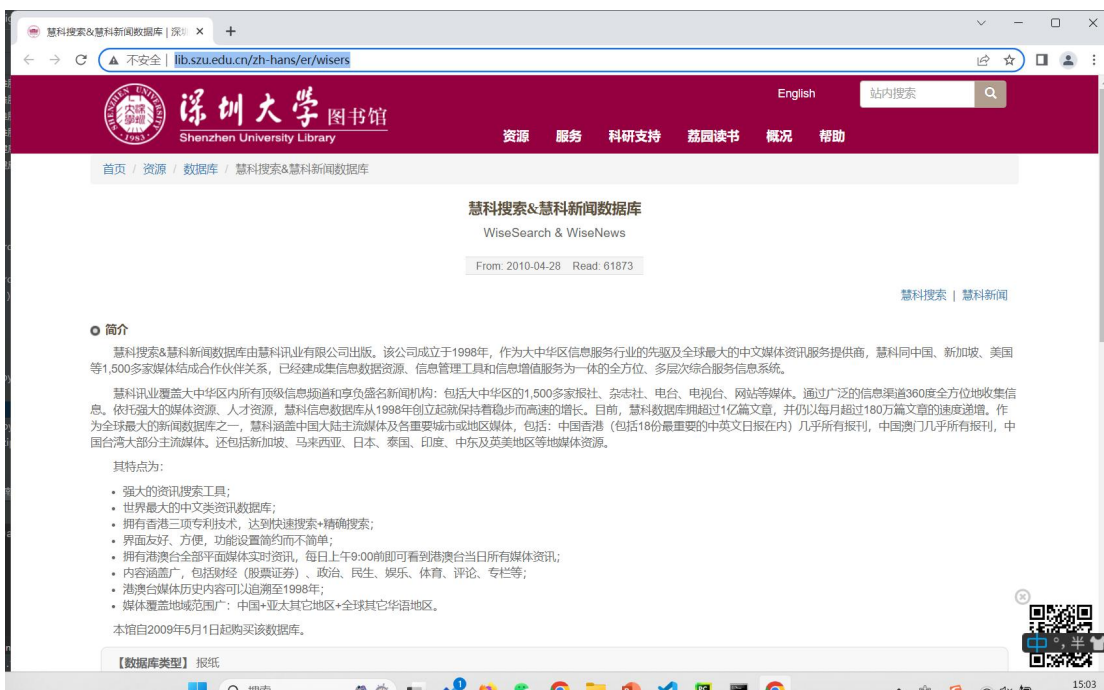 慧科搜索&慧科新闻数据库 | 深圳
不安全 | lib.szu.edu.cn/zh-hans/er/wisers
深圳大学 图书馆
Shenzhen University Library
English
站内搜索
资源 服务 科研支持 荔园读书 概况 帮助
首页 / 资源 / 数据库 / 慧科搜索&慧科新闻数据库
慧科搜索&慧科新闻数据库
WiseSearch & WiseNews
From: 2010-04-28 Read: 61873
慧科搜索 | 慧科新闻
简介
慧科搜索&慧科新闻数据库由慧科讯业有限公司出版。该公司成立于1998年，作为大中华区信息服务行业的先驱及全球最大的中文媒体资讯服务提供商，慧科同中国、新加坡、美国
等1,500多家媒体结成合作伙伴关系，已经建成集信息数据资源、信息管理工具和信息增值服务为一体的全方位、多层次综合服务信息系统。
慧科讯业覆盖大中华区内所有顶级信息频道和享负盛名新闻机构：包括大中华区的1,500多家报社、杂志社、电台、电视台、网站等媒体。通过广泛的信息渠道360度全方位地收集信
息。依托强大的媒体资源、人才资源，慧科信息数据库从1998年创立起就保持着稳步而高速的增长。目前，慧科数据库拥超过1亿篇文章，并仍以每月超过180万篇文章的速度递增。作
为全球最大的新闻数据库之一，慧科涵盖中国大陆主流媒体及各重要城市或地区媒体，包括：中国香港（包括18份最重要的中英文日报在内）几乎所有报刊，中国澳门几乎所有报刊，中
国台湾大部分主流媒体。还包括新加坡、马来西亚、日本、泰国、印度、中东及英美地区等地媒体资源。
其特点为：
• 强大的资讯搜索工具；
• 世界最大的中文类资讯数据库；
• 拥有香港三项专利技术，达到快速搜索+精确搜索；
• 界面友好、方便，功能设置简约而不简单；
• 拥有港澳台全部平面媒体实时资讯，每日上午9:00前即可看到港澳台当日所有媒体资讯；
• 内容涵盖广，包括财经（股票证券）、政治、民生、娱乐、体育、评论、专栏等；
• 港澳台媒体历史内容可以追溯至1998年；
• 媒体覆盖地域范围广：中国+亚太其它地区+全球其它华语地区。
本馆自2009年5月1日起购买该数据库。
中 °, 半
【数据库类型】 报纸
15:03